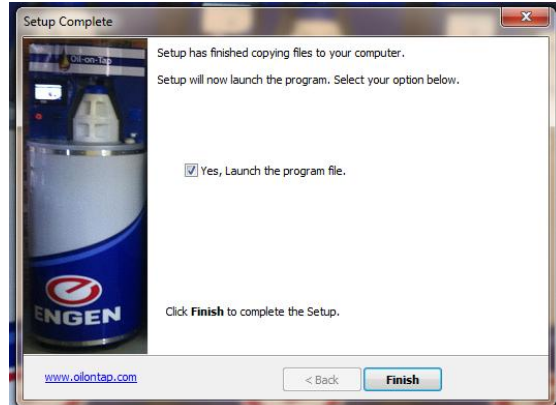 Setup Complete
Oil-on-Tap
Setup has finished copying files to your computer.
Setup will now launch the program. Select your option below.
Yes, Launch the program file.
ENGEN
Click Finish to complete the Setup.
www.oilontap.com
< Back
Finish